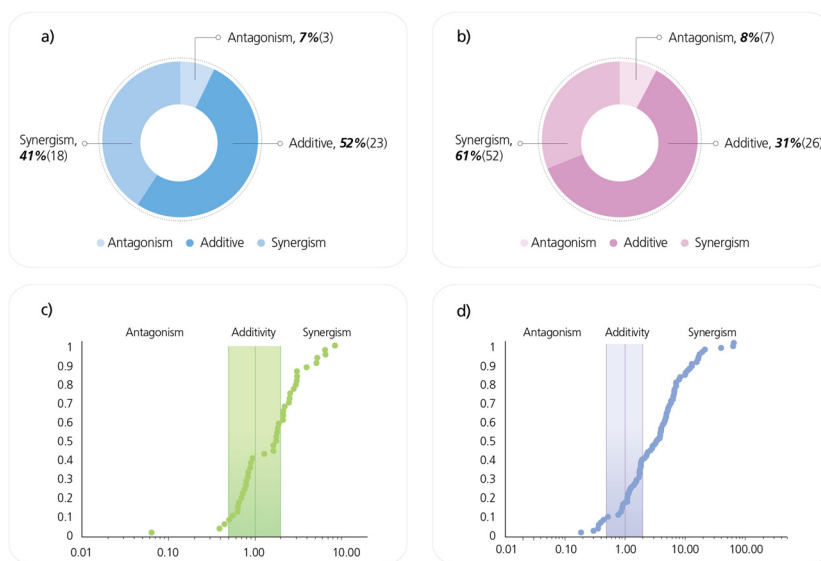 a)
Antagonism, 7%(3)
Synergism,
41%(18)
Additive, 52%(23)
Antagonism Additive Synergism
b)
Antagonism, 8%(7)
Synergism,
61%(52)
Additive, 31%(26)
Antagonism Additive Synergism
c)
Antagonism Additivity Synergism
1
0.9
0.8
0.7
0.6
0.5
0.4
0.3
0.2
0.1
0
0.01 0.10 1.00 10.00
d)
Antagonism Additivity Synergism
1
0.9
0.8
0.7
0.6
0.5
0.4
0.3
0.2
0.1
0
0.01 0.10 1.00 10.00 100.00